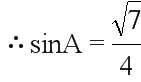 ∴ sinA = √7/4